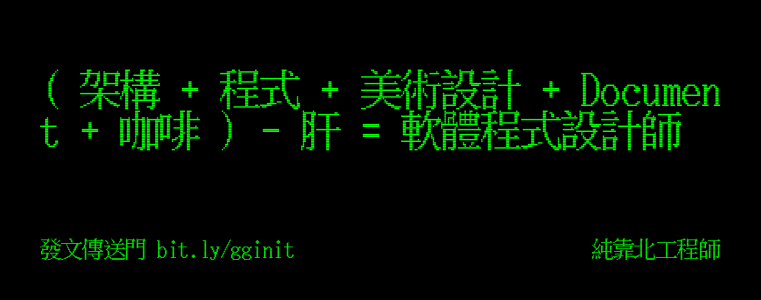 ( 架構 + 程式 + 美術設計 + Documen
t + 咖啡 ) - 肝 = 軟體程式設計師
發文傳送門 bit.ly/gginit 純靠北工程師